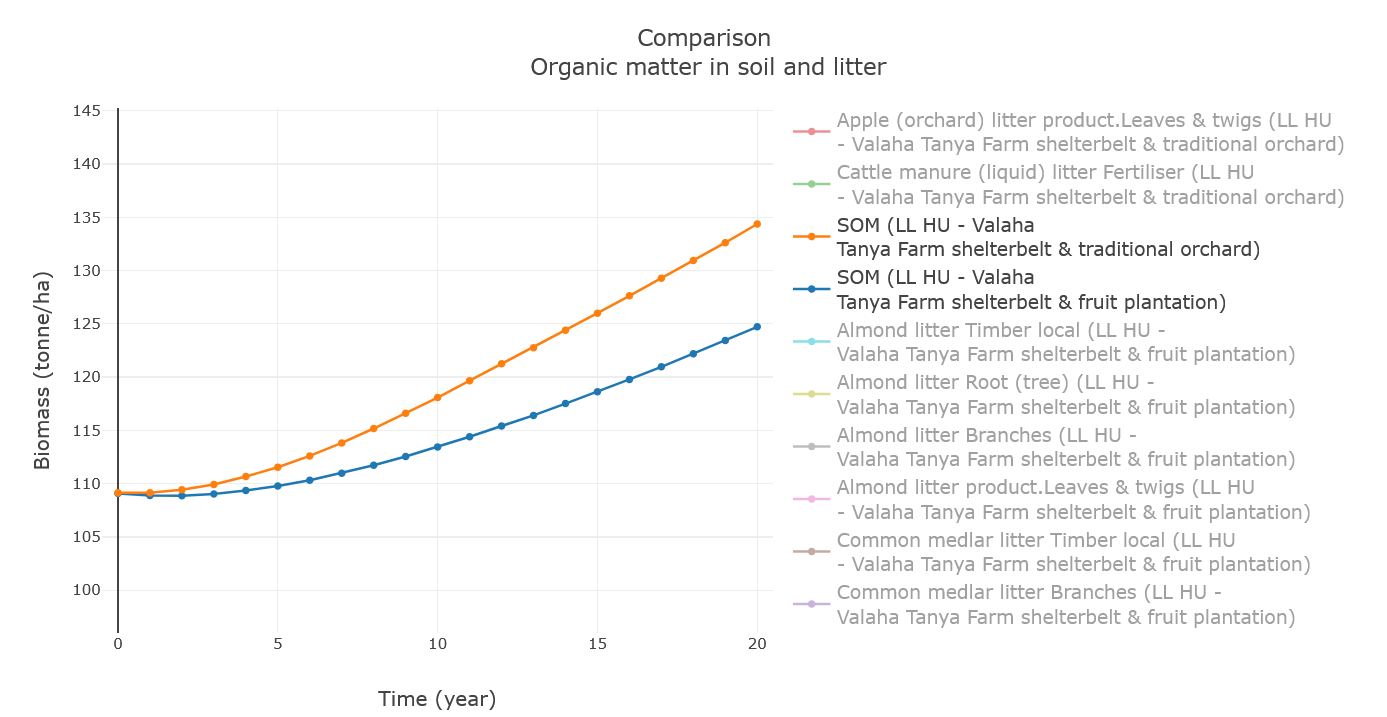 Comparison
Organic matter in soil and litter
Biomass (tonne/ha)
145
140
135
130
125
120
115
110
105
100
0
5
10
15
20
Time (year)
Apple (orchard) litter product.Leaves & twigs (LL HU
- Valaha Tanya Farm shelterbelt & traditional orchard)
Cattle manure (liquid) litter Fertiliser (LL HU
- Valaha Tanya Farm shelterbelt & traditional orchard)
SOM (LL HU - Valaha
Tanya Farm shelterbelt & traditional orchard)
SOM (LL HU - Valaha
Tanya Farm shelterbelt & fruit plantation)
Almond litter Timber local (LL HU -
Valaha Tanya Farm shelterbelt & fruit plantation)
Almond litter Root (tree) (LL HU -
Valaha Tanya Farm shelterbelt & fruit plantation)
Almond litter Branches (LL HU -
Valaha Tanya Farm shelterbelt & fruit plantation)
Almond litter product.Leaves & twigs (LL HU
- Valaha Tanya Farm shelterbelt & fruit plantation)
Common medlar litter Timber local (LL HU
- Valaha Tanya Farm shelterbelt & fruit plantation)
Common medlar litter Branches (LL HU -
Valaha Tanya Farm shelterbelt & fruit plantation)